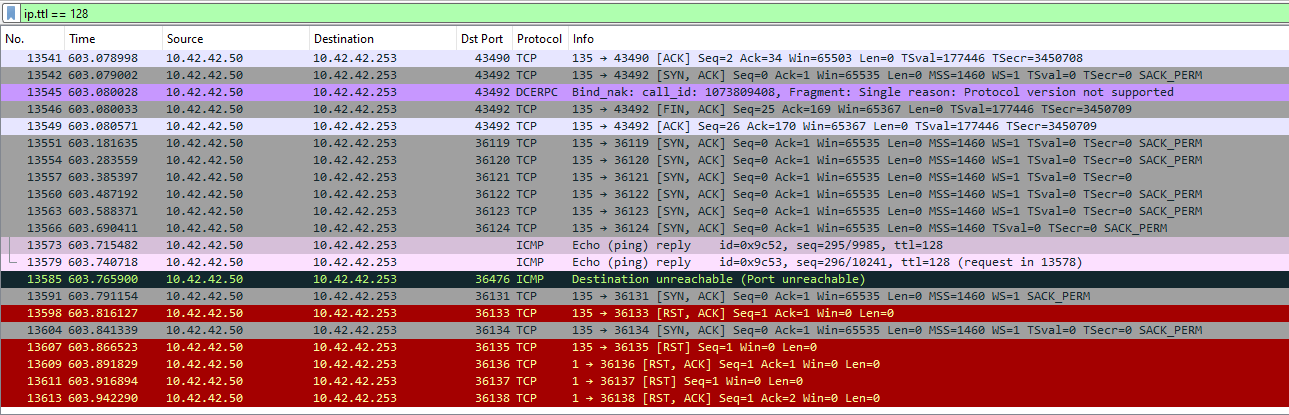 ip.ttl == 128
No. Time Source Destination Dst Port Protocol Info
13541 603.078998 10.42.42.50 10.42.42.253 43490 TCP 135 → 43490 [ACK] Seq=2 Ack=34 Win=65503 Len=0 TSval=177446 TSecr=3450708
13542 603.079002 10.42.42.50 10.42.42.253 43492 TCP 135 → 43492 [SYN, ACK] Seq=0 Ack=1 Win=65535 Len=0 MSS=1460 WS=1 TSval=0 TSecr=0 SACK_PERM
13545 603.080028 10.42.42.50 10.42.42.253 43492 DCERPC Bind_nak: call_id: 1073809408, Fragment: Single reason: Protocol version not supported
13546 603.080033 10.42.42.50 10.42.42.253 43492 TCP 135 → 43492 [FIN, ACK] Seq=25 Ack=169 Win=65367 Len=0 TSval=177446 TSecr=3450709
13549 603.080571 10.42.42.50 10.42.42.253 43492 TCP 135 → 43492 [ACK] Seq=26 Ack=170 Win=65367 Len=0 TSval=177446 TSecr=3450709
13551 603.181635 10.42.42.50 10.42.42.253 36119 TCP 135 → 36119 [SYN, ACK] Seq=0 Ack=1 Win=65535 Len=0 MSS=1460 WS=1 TSval=0 TSecr=0 SACK_PERM
13554 603.283559 10.42.42.50 10.42.42.253 36120 TCP 135 → 36120 [SYN, ACK] Seq=0 Ack=1 Win=65535 Len=0 MSS=1460 WS=1 TSval=0 TSecr=0 SACK_PERM
13557 603.385397 10.42.42.50 10.42.42.253 36121 TCP 135 → 36121 [SYN, ACK] Seq=0 Ack=1 Win=65535 Len=0 MSS=1460 WS=1 TSval=0 TSecr=0
13560 603.487192 10.42.42.50 10.42.42.253 36122 TCP 135 → 36122 [SYN, ACK] Seq=0 Ack=1 Win=65535 Len=0 MSS=1460 WS=1 TSval=0 TSecr=0 SACK_PERM
13563 603.588371 10.42.42.50 10.42.42.253 36123 TCP 135 → 36123 [SYN, ACK] Seq=0 Ack=1 Win=65535 Len=0 MSS=1460 WS=1 TSval=0 TSecr=0 SACK_PERM
13566 603.690411 10.42.42.50 10.42.42.253 36124 TCP 135 → 36124 [SYN, ACK] Seq=0 Ack=1 Win=65535 Len=0 MSS=1460 TSval=0 TSecr=0 SACK_PERM
13573 603.715482 10.42.42.50 10.42.42.253 ICMP Echo (ping) reply id=0x9c52, seq=295/9985, ttl=128
13579 603.740718 10.42.42.50 10.42.42.253 ICMP Echo (ping) reply id=0x9c53, seq=296/10241, ttl=128 (request in 13578)
13585 603.765900 10.42.42.50 10.42.42.253 36476 ICMP Destination unreachable (Port unreachable)
13591 603.791154 10.42.42.50 10.42.42.253 36131 TCP 135 → 36131 [SYN, ACK] Seq=0 Ack=1 Win=65535 Len=0 MSS=1460 WS=1 SACK_PERM
13598 603.816127 10.42.42.50 10.42.42.253 36133 TCP 135 → 36133 [RST, ACK] Seq=1 Ack=1 Win=0 Len=0
13604 603.841339 10.42.42.50 10.42.42.253 36134 TCP 135 → 36134 [SYN, ACK] Seq=0 Ack=1 Win=65535 Len=0 MSS=1460 WS=1 TSval=0 TSecr=0 SACK_PERM
13607 603.866523 10.42.42.50 10.42.42.253 36135 TCP 135 → 36135 [RST] Seq=1 Win=0 Len=0
13609 603.891829 10.42.42.50 10.42.42.253 36136 TCP 1 → 36136 [RST, ACK] Seq=1 Ack=1 Win=0 Len=0
13611 603.916894 10.42.42.50 10.42.42.253 36137 TCP 1 → 36137 [RST] Seq=1 Win=0 Len=0
13613 603.942290 10.42.42.50 10.42.42.253 36138 TCP 1 → 36138 [RST, ACK] Seq=1 Ack=2 Win=0 Len=0